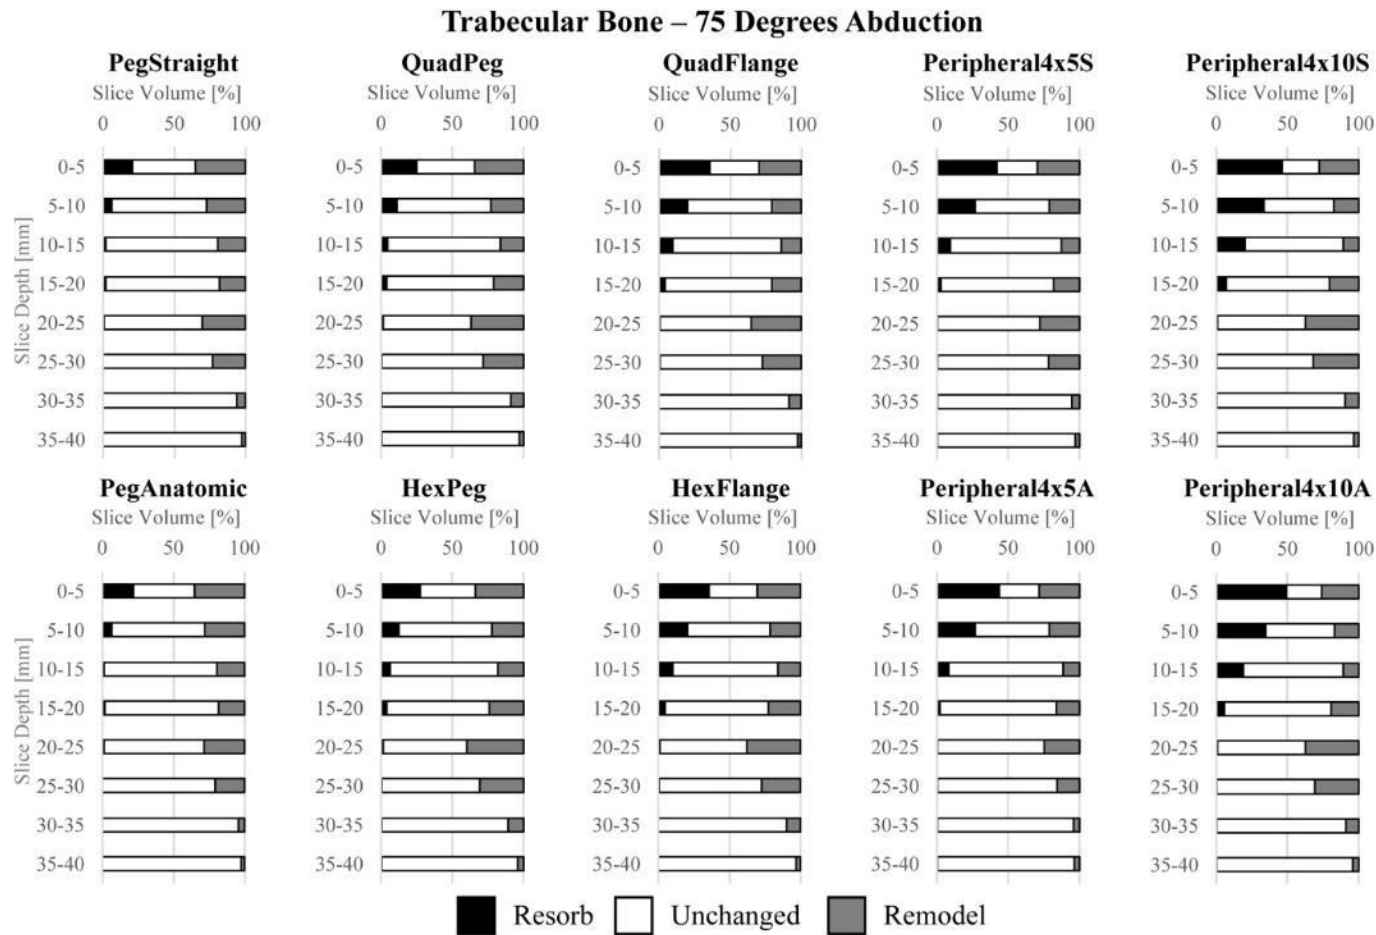 Trabecular Bone – 75 Degrees Abduction
PegStraight QuadPeg QuadFlange Peripheral4x5S Peripheral4x10S
Slice Volume [%] Slice Volume [%] Slice Volume [%] Slice Volume [%] Slice Volume [%]
0 50 100 0 50 100 0 50 100 0 50 100 0 50 100
Slice Depth [mm]
0-5 0-5 0-5 0-5 0-5
5-10 5-10 5-10 5-10 5-10
10-15 10-15 10-15 10-15 10-15
15-20 15-20 15-20 15-20 15-20
20-25 20-25 20-25 20-25 20-25
25-30 25-30 25-30 25-30 25-30
30-35 30-35 30-35 30-35 30-35
35-40 35-40 35-40 35-40 35-40
PegAnatomic HexPeg HexFlange Peripheral4x5A Peripheral4x10A
Slice Volume [%] Slice Volume [%] Slice Volume [%] Slice Volume [%] Slice Volume [%]
0 50 100 0 50 100 0 50 100 0 50 100 0 50 100
Slice Depth [mm]
0-5 0-5 0-5 0-5 0-5
5-10 5-10 5-10 5-10 5-10
10-15 10-15 10-15 10-15 10-15
15-20 15-20 15-20 15-20 15-20
20-25 20-25 20-25 20-25 20-25
25-30 25-30 25-30 25-30 25-30
30-35 30-35 30-35 30-35 30-35
35-40 35-40 35-40 35-40 35-40
Resorb Unchanged Remodel